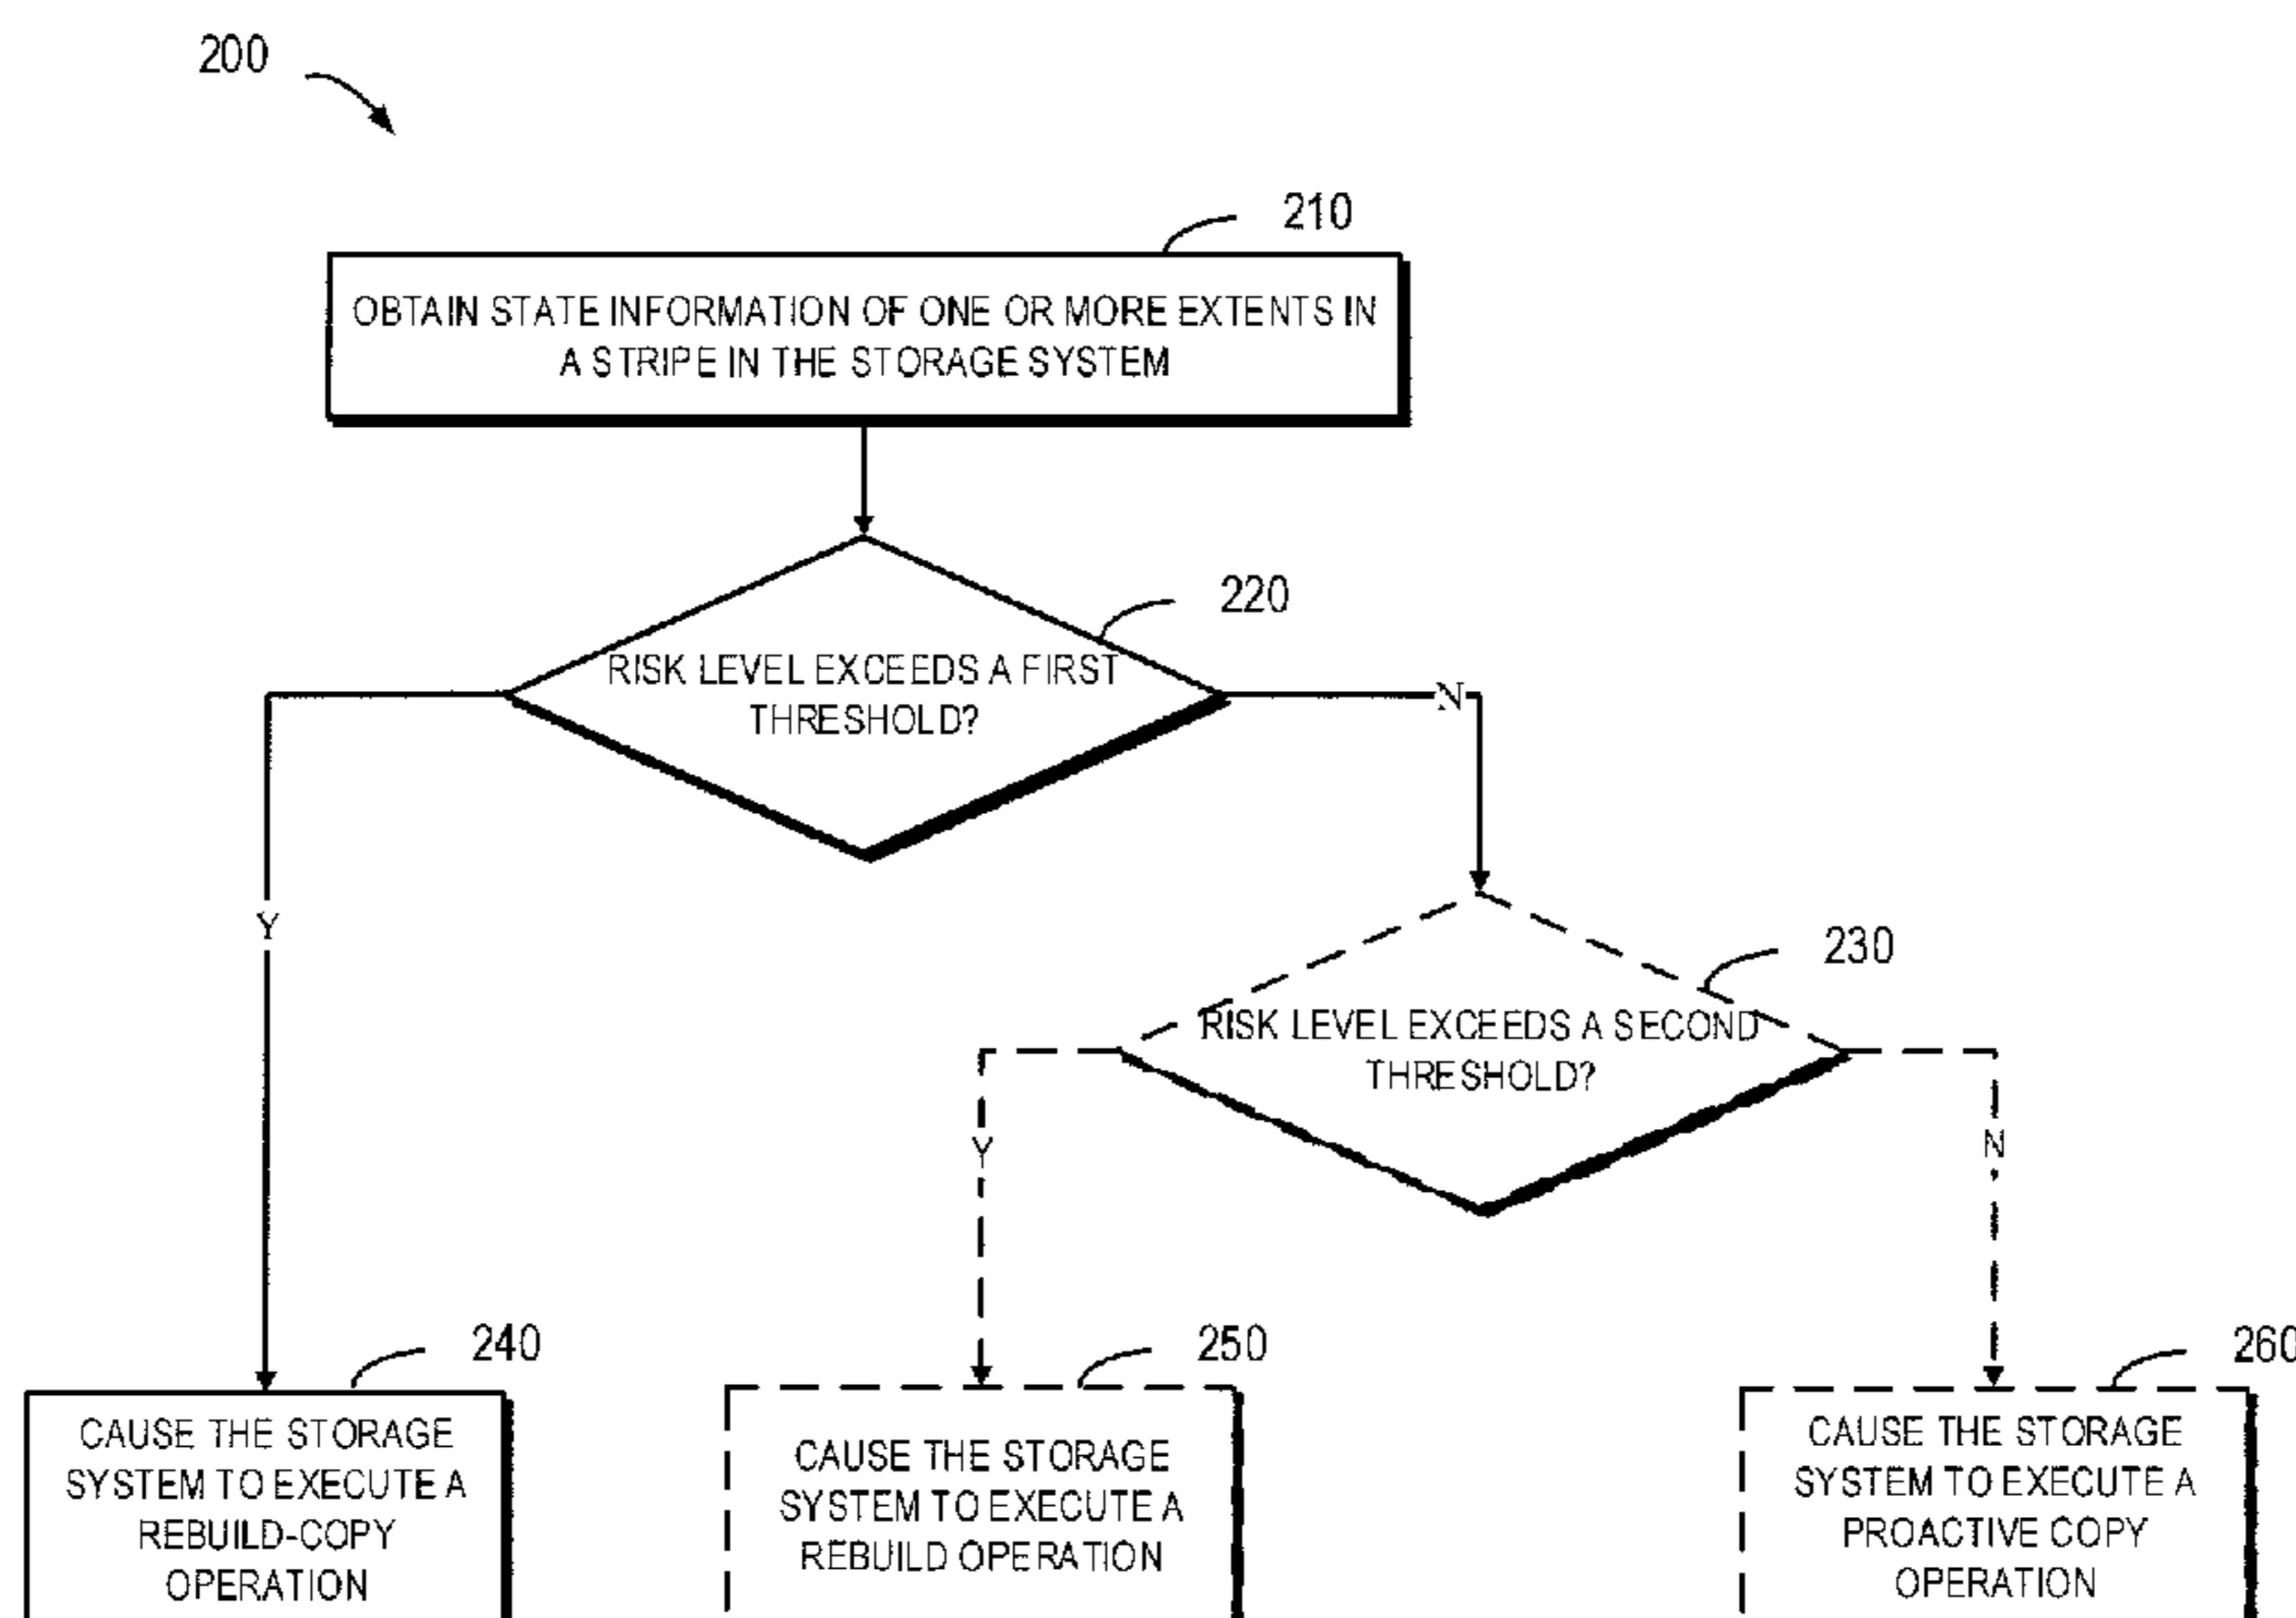 200
210
OBTAIN STATE INFORMATION OF ONE OR MORE EXTENTS IN
A STRIPE IN THE STORAGE SYSTEM
220
RISK LEVEL EXCEEDS A FIRST
THRESHOLD?
N
Y
230
RISK LEVEL EXCEEDS A SECOND
THRESHOLD?
Y
N
240
CAUSE THE STORAGE
SYSTEM TO EXECUTE A
REBUILD-COPY
OPERATION
250
CAUSE THE STORAGE
SYSTEM TO EXECUTE A
REBUILD OPERATION
260
CAUSE THE STORAGE
SYSTEM TO EXECUTE A
PROACTIVE COPY
OPERATION